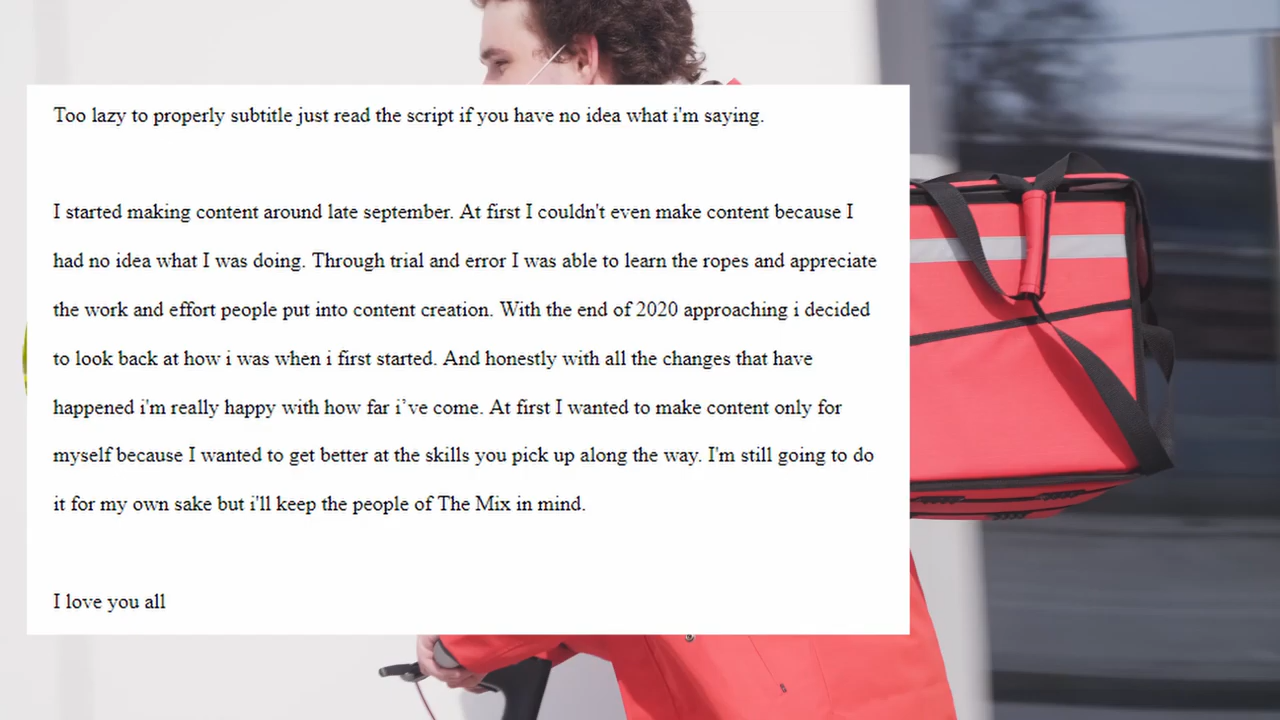 Too lazy to properly subtitle just read the script if you have no idea what i'm saying.
I started making content around late september. At first I couldn't even make content because I
had no idea what I was doing. Through trial and error I was able to learn the ropes and appreciate
the work and effort people put into content creation. With the end of 2020 approaching i decided
to look back at how i was when i first started. And honestly with all the changes that have
happened i'm really happy with how far i’ve come. At first I wanted to make content only for
myself because I wanted to get better at the skills you pick up along the way. I'm still going to do
it for my own sake but i'll keep the people of The Mix in mind.
I love you all